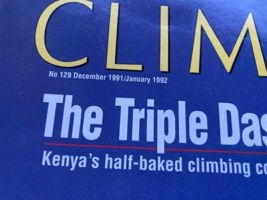 CLIM
No 129 December 1991/January 1992
The Triple Das
Kenya's half-baked climbing co